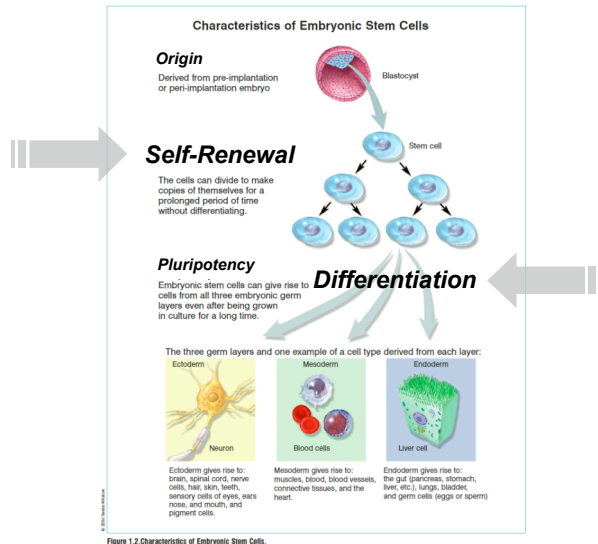 Characteristics of Embryonic Stem Cells
Origin
Derived from pre-implantation
or peri-implantation embryo
Blastocyst
Stem cell
Self-Renewal
The cells can divide to make
copies of themselves for a
prolonged period of time
without differentiating.
Pluripotency
Differentiation
Embryonic stem cells can give rise to
cells from all three embryonic germ
layers even after being grown
in culture for a long time.
The three germ layers and one example of a cell type derived from each layer:
Ectoderm
Neuron
Mesoderm
Blood cells
Endoderm
Liver cell
Ectoderm gives rise to:
brain, spinal cord, nerve
cells, hair, skin, teeth,
sensory cells of eyes, ears
nose, and mouth, and
pigment cells.
Mesoderm gives rise to:
muscles, blood, blood vessels,
connective tissues, and the
heart.
Endoderm gives rise to:
the gut (pancreas, stomach,
liver, etc.), lungs, bladder,
and germ cells (eggs or sperm)
Figure 1.2.Characteristics of Embryonic Stem Cells.